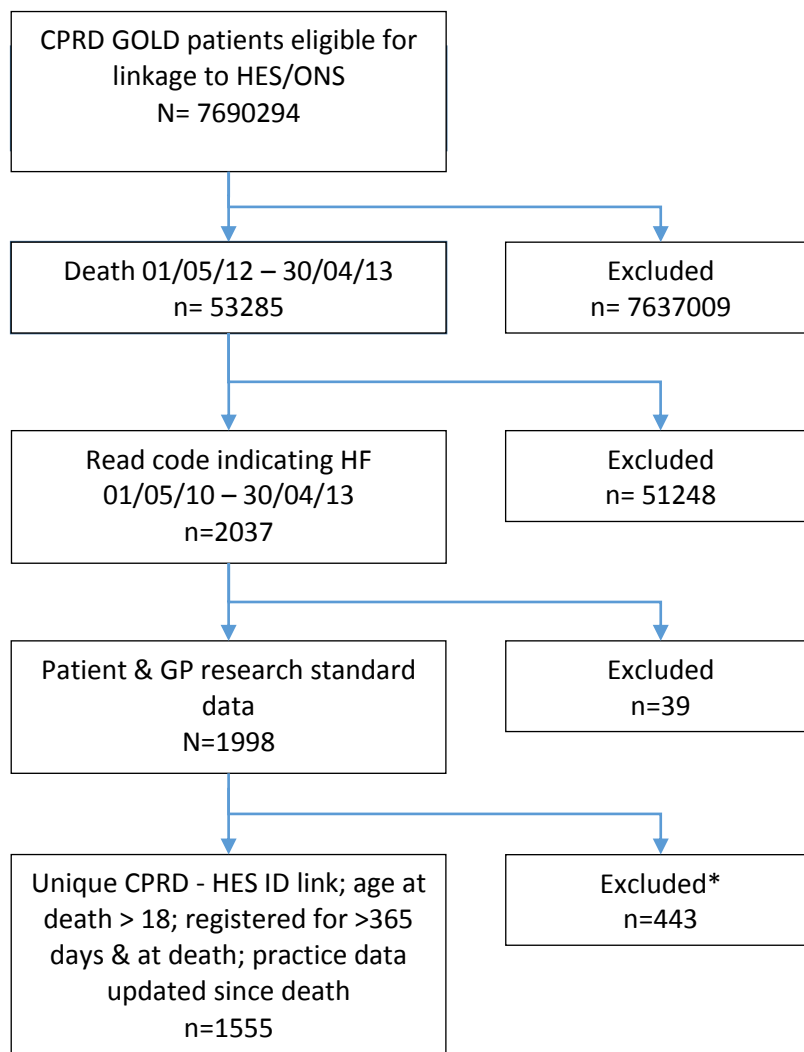 CPRD GOLD patients eligible for
linkage to HES/ONS
N= 7690294
Death 01/05/12 – 30/04/13
n= 53285
Excluded
n= 7637009
Read code indicating HF
01/05/10 – 30/04/13
n=2037
Excluded
n= 51248
Patient & GP research standard
data
N=1998
Excluded
n=39
Unique CPRD - HES ID link; age at
death > 18; registered for >365
days & at death; practice data
updated since death
n=1555
Excluded*
n=443